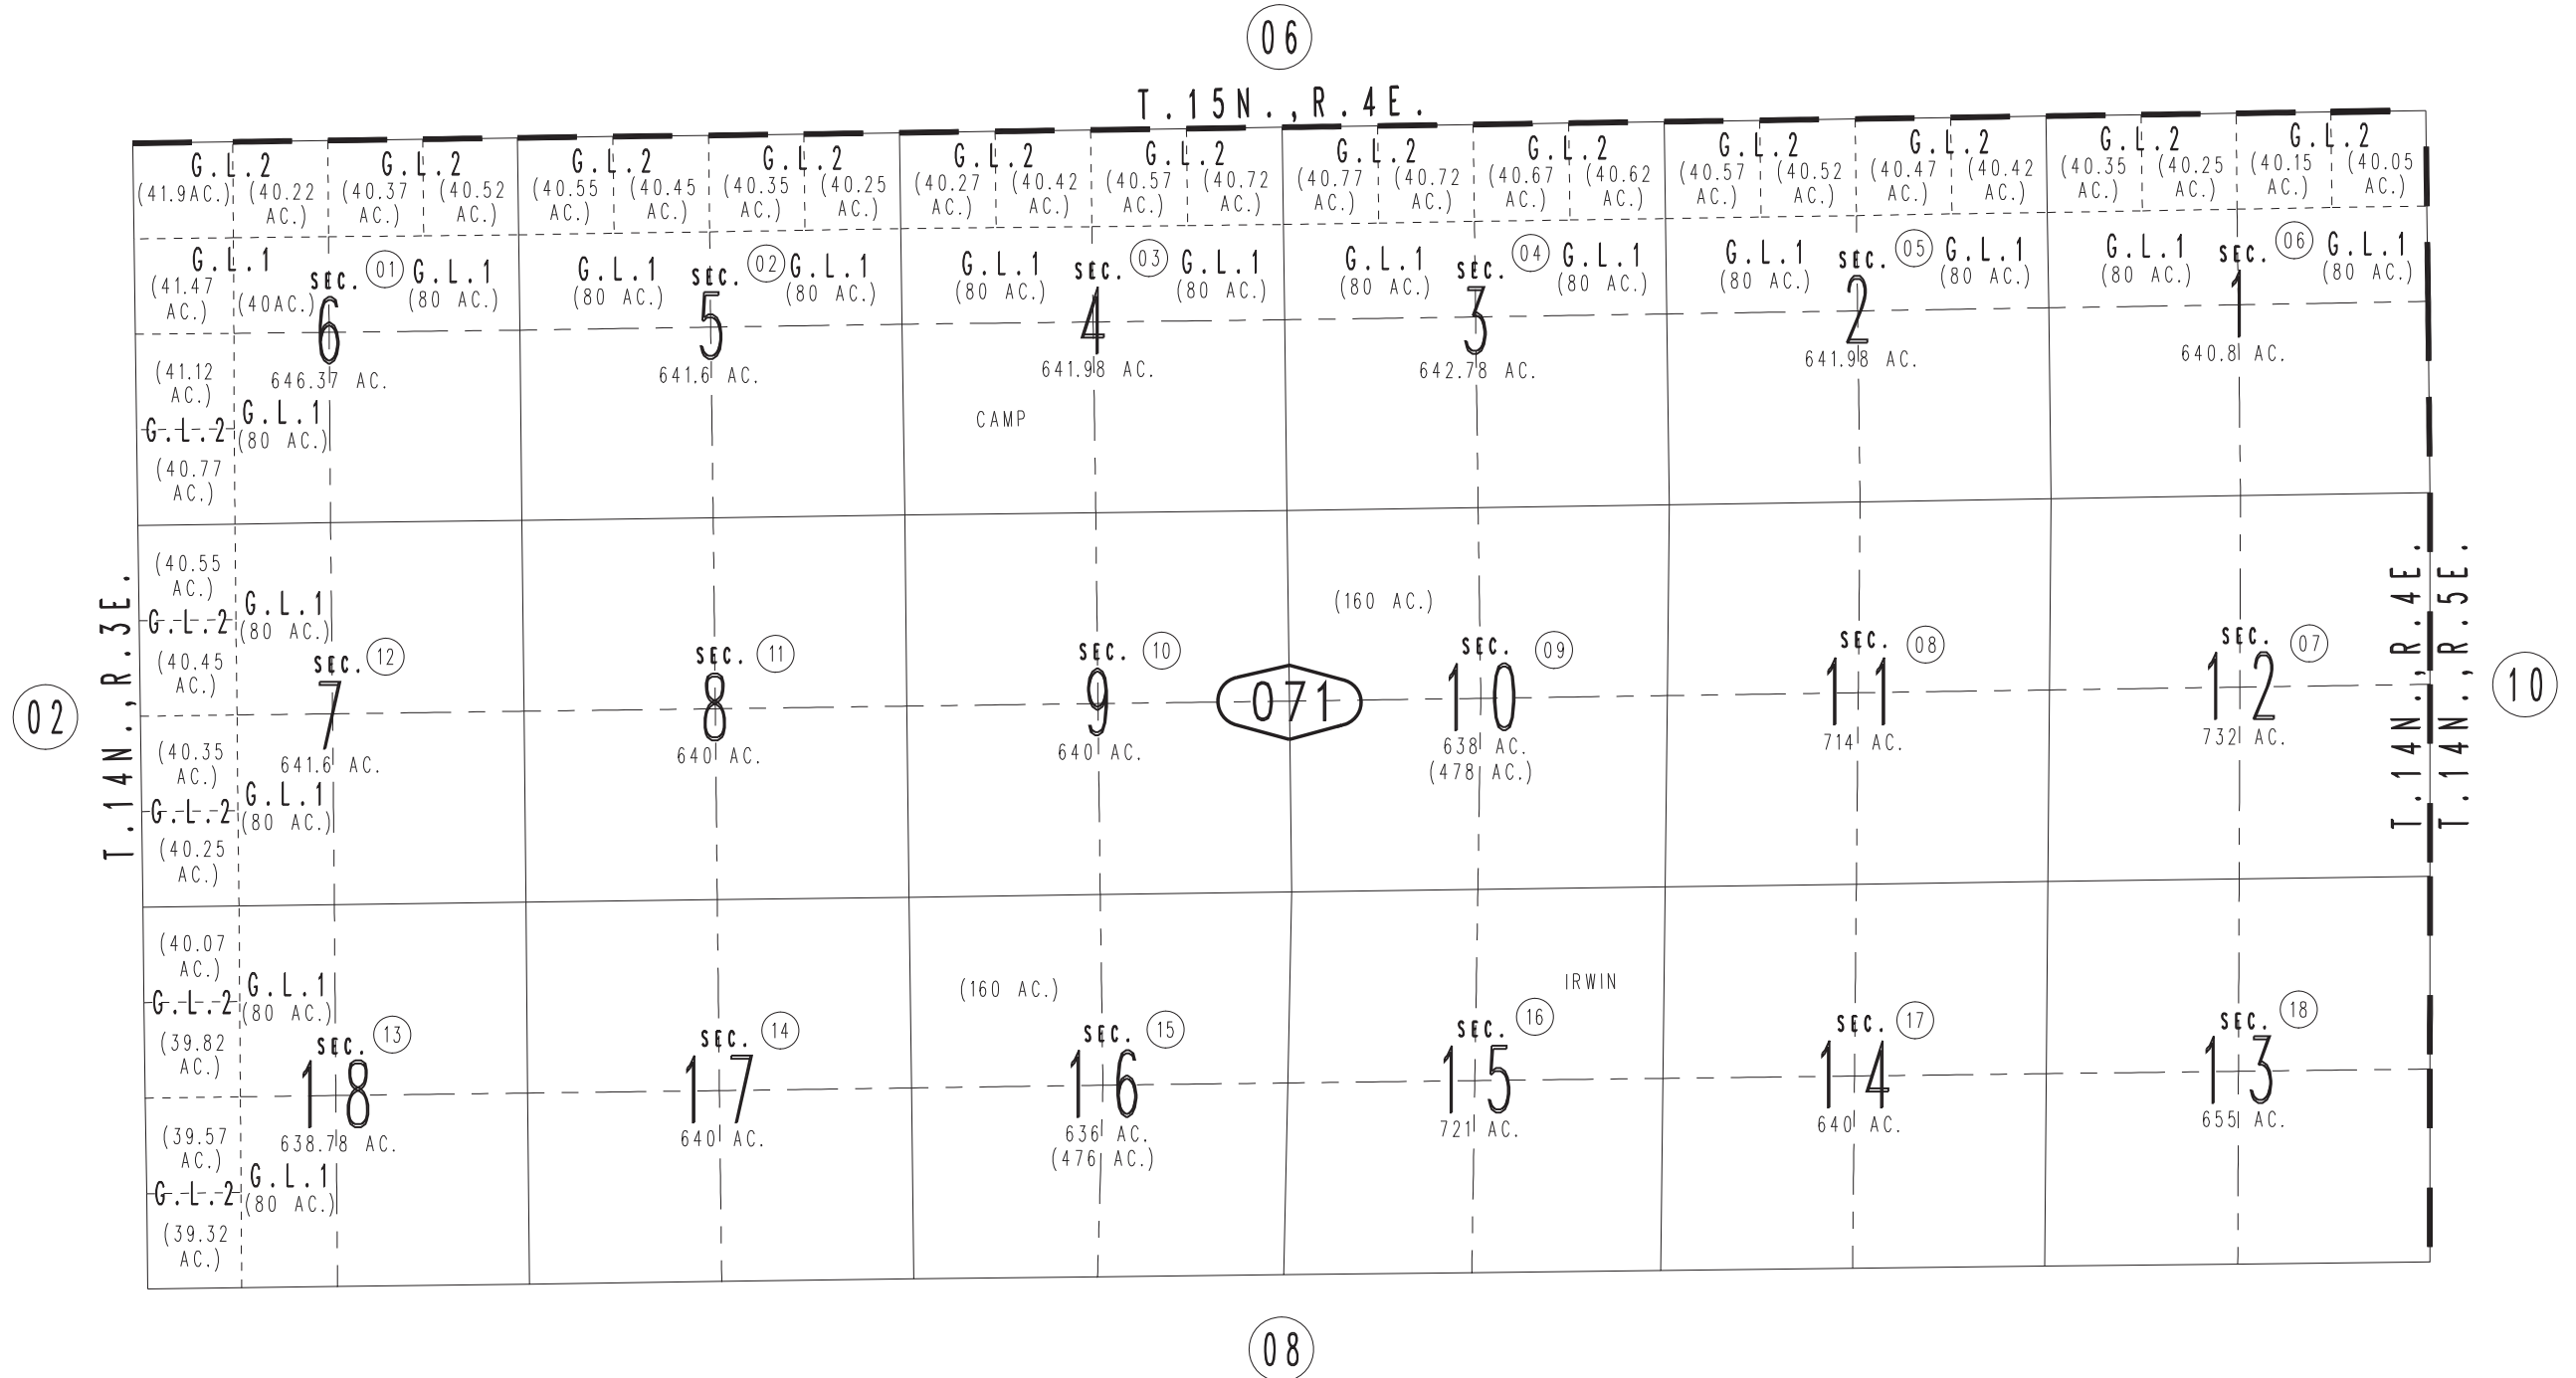 06
T.15N.,R.4E.
G.L.2 G.L.2 G.L.2 G.L.2 G.L.2 G.L.2 G.L.2 G.L.2 G.L.2 G.L.2 G.L.2 G.L.2
(41.9AC.) (40.22 AC.) (40.37 AC.) (40.52 AC.) (40.55 AC.) (40.45 AC.) (40.35 AC.) (40.25 AC.) (40.27 AC.) (40.42 AC.) (40.57 AC.) (40.72 AC.) (40.77 AC.) (40.72 AC.) (40.67 AC.) (40.62 AC.) (40.57 AC.) (40.52 AC.) (40.47 AC.) (40.42 AC.) (40.35 AC.) (40.25 AC.) (40.15 AC.) (40.05 AC.)
G.L.1
(41.47
AC.)
(40AC.)
SEC. 01
6
646.37 AC.
G.L.1
(80 AC.)
G.L.1
(80 AC.)
SEC. 02
5
641.6 AC.
G.L.1
(80 AC.)
G.L.1
(80 AC.)
SEC. 03
4
641.98 AC.
G.L.1
(80 AC.)
G.L.1
(80 AC.)
SEC. 04
3
642.78 AC.
G.L.1
(80 AC.)
G.L.1
(80 AC.)
SEC. 05
2
641.98 AC.
G.L.1
(80 AC.)
G.L.1
(80 AC.)
SEC. 06
1
640.8 AC.
G.L.1
(80 AC.)
(41.12
AC.)
G.L.2
(40.77
AC.)
G.L.1
(80 AC.)
CAMP
T.14N.,R.3E.
02
(40.55
AC.)
G.L.2
(40.45
AC.)
G.L.1
(80 AC.)
SEC. 12
7
641.6 AC.
(40.35
AC.)
G.L.2
(40.25
AC.)
G.L.1
(80 AC.)
SEC. 11
8
640 AC.
SEC. 10
9
640 AC.
071
(160 AC.)
SEC. 09
10
638 AC.
(478 AC.)
SEC. 08
11
714 AC.
SEC. 07
12
732 AC.
T.14N.,R.4E.
T.14N.,R.5E.
10
(40.07
AC.)
G.L.2
(39.82
AC.)
G.L.1
(80 AC.)
SEC. 13
18
638.78 AC.
(39.57
AC.)
G.L.2
(39.32
AC.)
G.L.1
(80 AC.)
SEC. 14
17
640 AC.
(160 AC.)
SEC. 15
16
636 AC.
(476 AC.)
IRWIN
SEC. 16
15
721 AC.
SEC. 17
14
640 AC.
SEC. 18
13
655 AC.
08